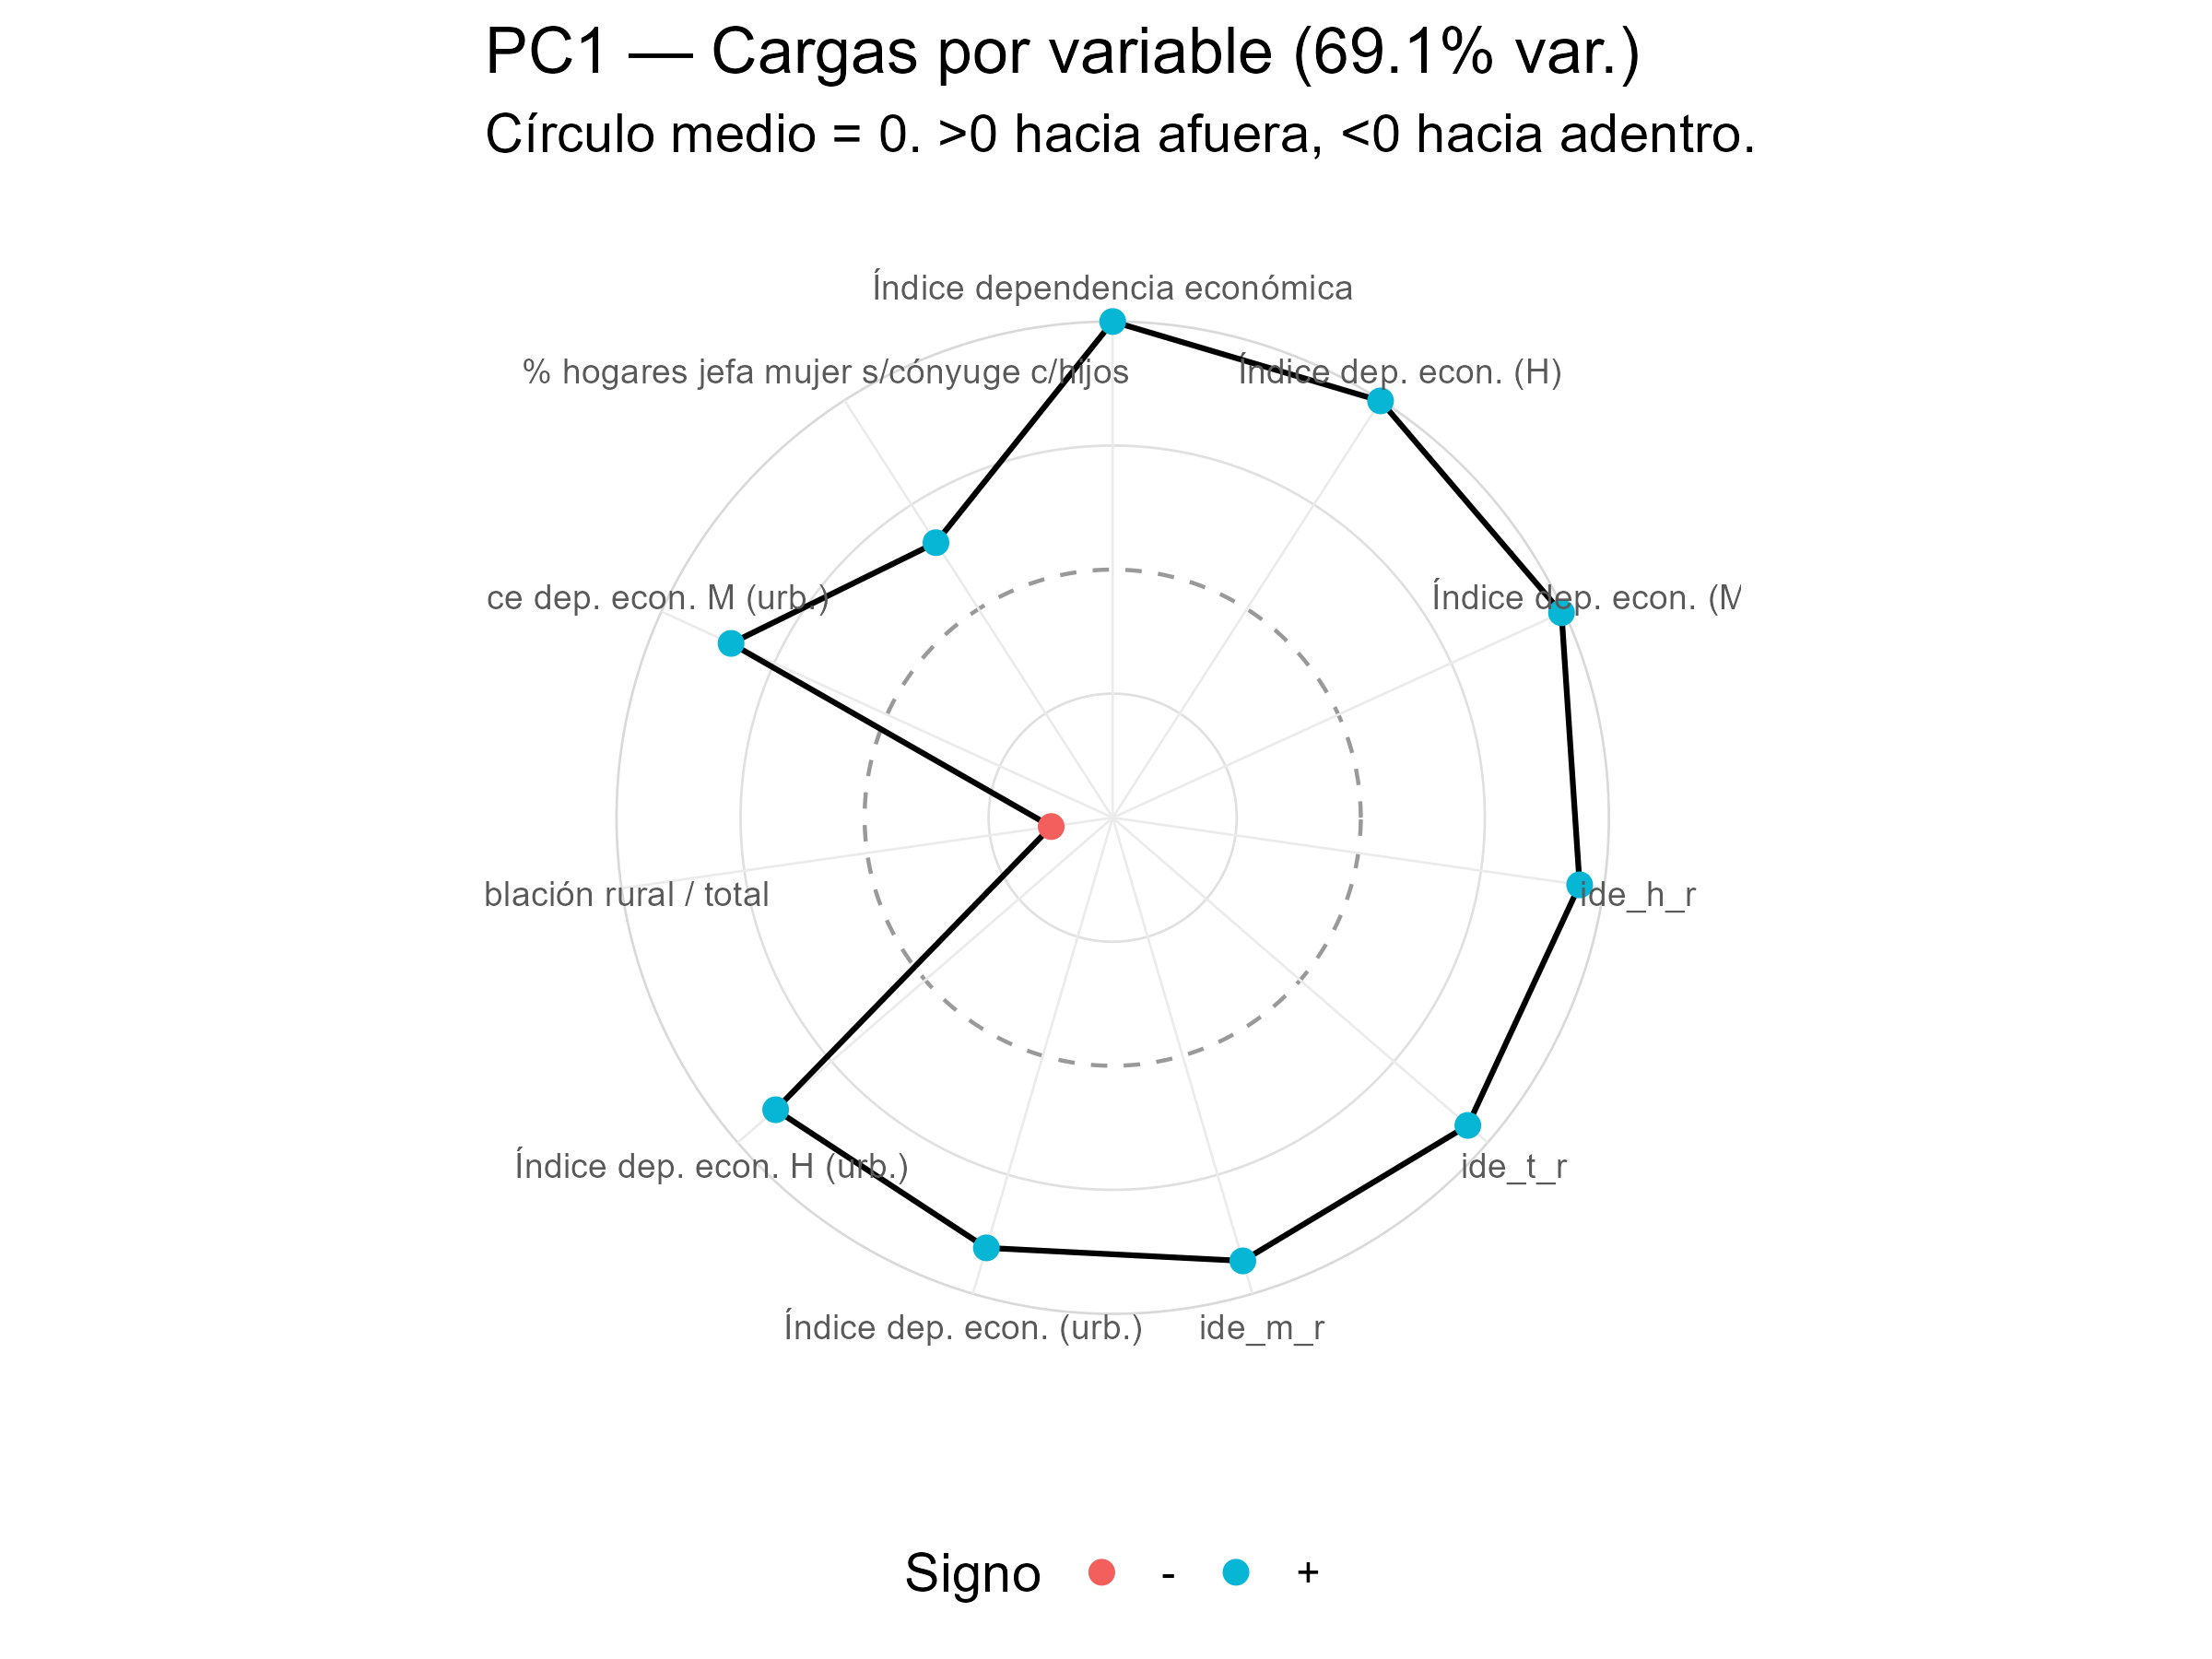 PC1 — Cargas por variable (69.1% var.)
Círculo medio = 0. >0 hacia afuera, <0 hacia adentro.
Índice dependencia económica
% hogares jefa mujer s/cónyuge c/hijos
Índice dep. econ. (H)
ce dep. econ. M (urb.)
Índice dep. econ. (M
blación rural / total
ide_h_r
Índice dep. econ. H (urb.)
ide_t_r
Índice dep. econ. (urb.)
ide_m_r
Signo - +